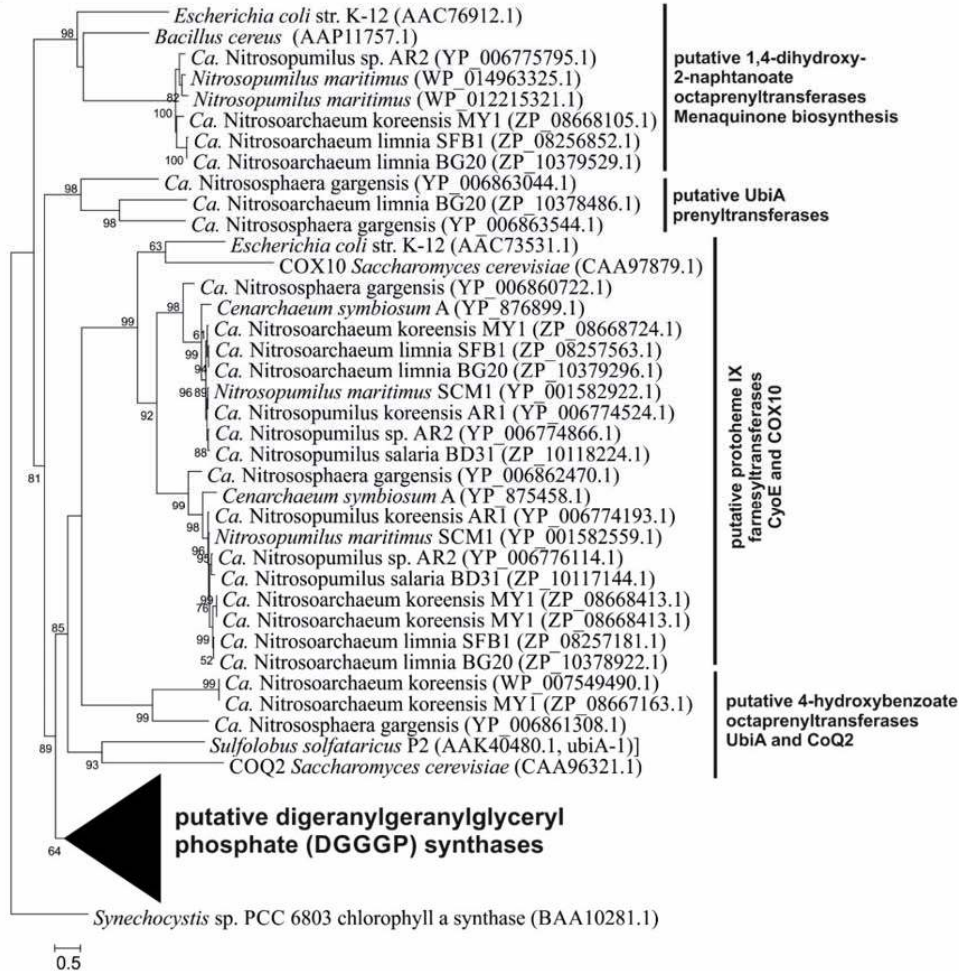 98
Escherichia coli str. K-12 (AAC76912.1)
Bacillus cereus (AAP11757.1)
Ca. Nitrosopumilus sp. AR2 (YP_006775795.1)
Nitrosopumilus maritimus (WP_014963325.1)
82
Nitrosopumilus maritimus (WP_012215321.1)
100
Ca. Nitrosoarchaeum koreensis MY1 (ZP_08668105.1)
Ca. Nitrosoarchaeum limnia SFB1 (ZP_08256852.1)
100
Ca. Nitrosoarchaeum limnia BG20 (ZP_10379529.1)
putative 1,4-dihydroxy-
2-naphtanoate
octaprenyltransferases
Menaquinone biosynthesis
98
Ca. Nitrososphaera gargensis (YP_006863044.1)
Ca. Nitrosoarchaeum limnia BG20 (ZP_10378486.1)
98
Ca. Nitrososphaera gargensis (YP_006863544.1)
putative UbiA
prenyltransferases
63
Escherichia coli str. K-12 (AAC73531.1)
COX10 Saccharomyces cerevisiae (CAA97879.1)
Ca. Nitrososphaera gargensis (YP_006860722.1)
98
Cenarchaeum symbiosum A (YP_876899.1)
99
61
Ca. Nitrosoarchaeum koreensis MY1 (ZP_08668724.1)
99
Ca. Nitrosoarchaeum limnia SFB1 (ZP_08257563.1)
94
Ca. Nitrosoarchaeum limnia BG20 (ZP_10379296.1)
96
89
Nitrosopumilus maritimus SCM1 (YP_001582922.1)
92
Ca. Nitrosopumilus koreensis AR1 (YP_006774524.1)
Ca. Nitrosopumilus sp. AR2 (YP_006774866.1)
88
Ca. Nitrosopumilus salaria BD31 (ZP_10118224.1)
81
Ca. Nitrososphaera gargensis (YP_006862470.1)
99
Cenarchaeum symbiosum A (YP_875458.1)
Ca. Nitrosopumilus koreensis AR1 (YP_006774193.1)
98
Nitrosopumilus maritimus SCM1 (YP_001582559.1)
96
95
Ca. Nitrosopumilus sp. AR2 (YP_006776114.1)
Ca. Nitrosopumilus salaria BD31 (ZP_10117144.1)
99
76
Ca. Nitrosoarchaeum koreensis MY1 (ZP_08668413.1)
Ca. Nitrosoarchaeum koreensis MY1 (ZP_08668413.1)
99
Ca. Nitrosoarchaeum limnia SFB1 (ZP_08257181.1)
52
Ca. Nitrosoarchaeum limnia BG20 (ZP_10378922.1)
putative protoheme IX
farnesyltransferases
CyoE and COX10
85
99
Ca. Nitrosoarchaeum koreensis (WP_007549490.1)
Ca. Nitrosoarchaeum koreensis MY1 (ZP_08667163.1)
99
Ca. Nitrososphaera gargensis (YP_006861308.1)
89
Sulfolobus solfataricus P2 (AAK40480.1, ubiA-1)]
93
COQ2 Saccharomyces cerevisiae (CAA96321.1)
putative 4-hydroxybenzoate
octaprenyltransferases
UbiA and CoQ2
putative digeranylgeranylglyceryl
phosphate (DGGGP) synthases
64
Synechocystis sp. PCC 6803 chlorophyll a synthase (BAA10281.1)
0.5